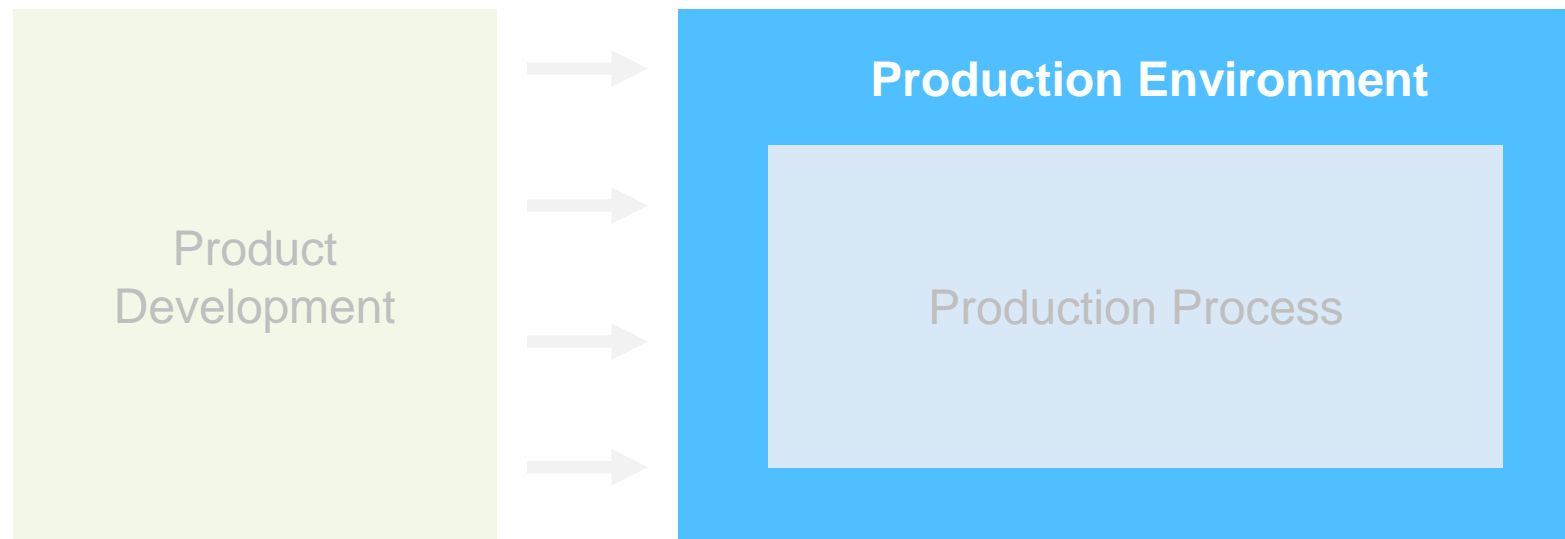 Production Environment
Product
Development
Production Process